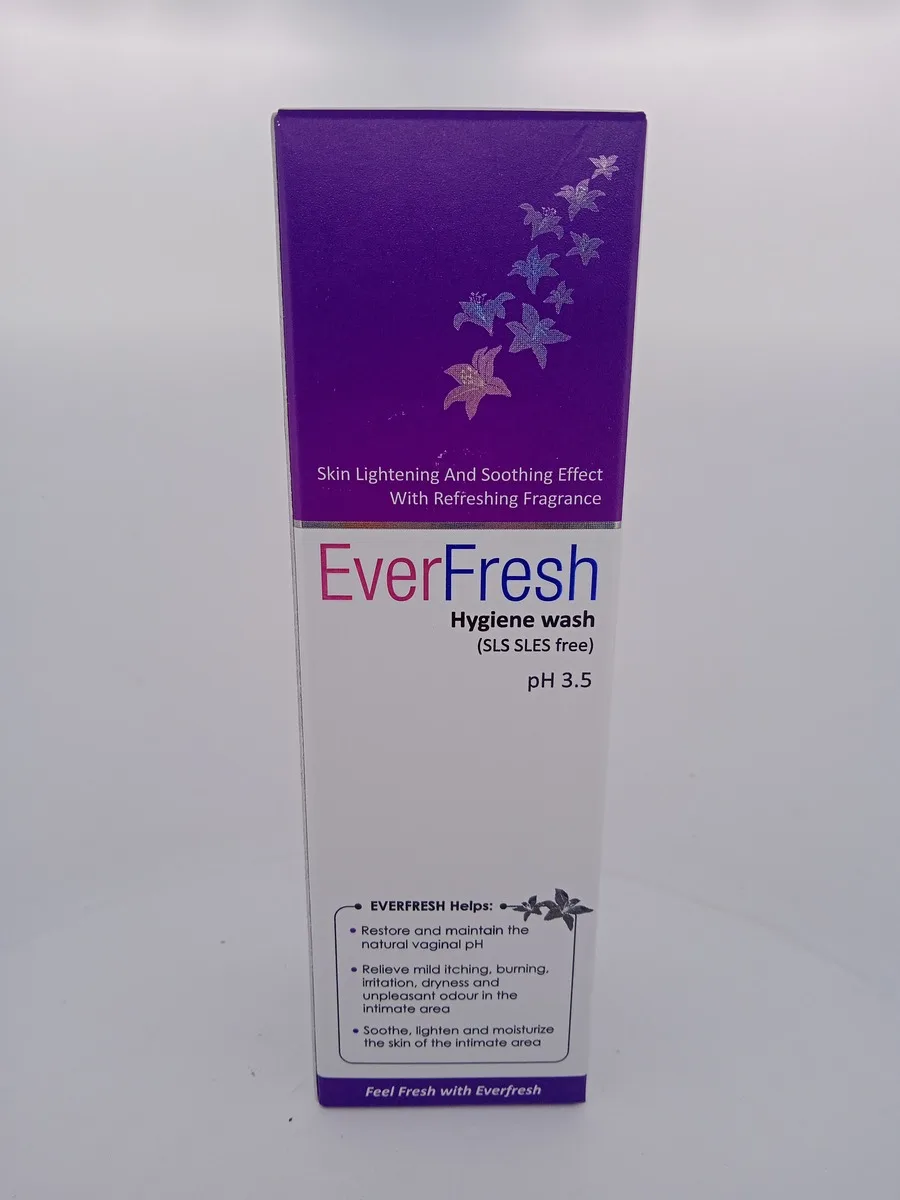 Skin Lightening And Soothing Effect
With Refreshing Fragrance
EverFresh
Hygiene wash
(SLS SLES free)
pH 3.5
EVERFRESH Helps:
• Restore and maintain the
natural vaginal pH
• Relieve mild itching, burning,
irritation, dryness and
unpleasant odour in the
intimate area
• Soothe, lighten and moisturize
the skin of the intimate area
Feel Fresh with Everfresh